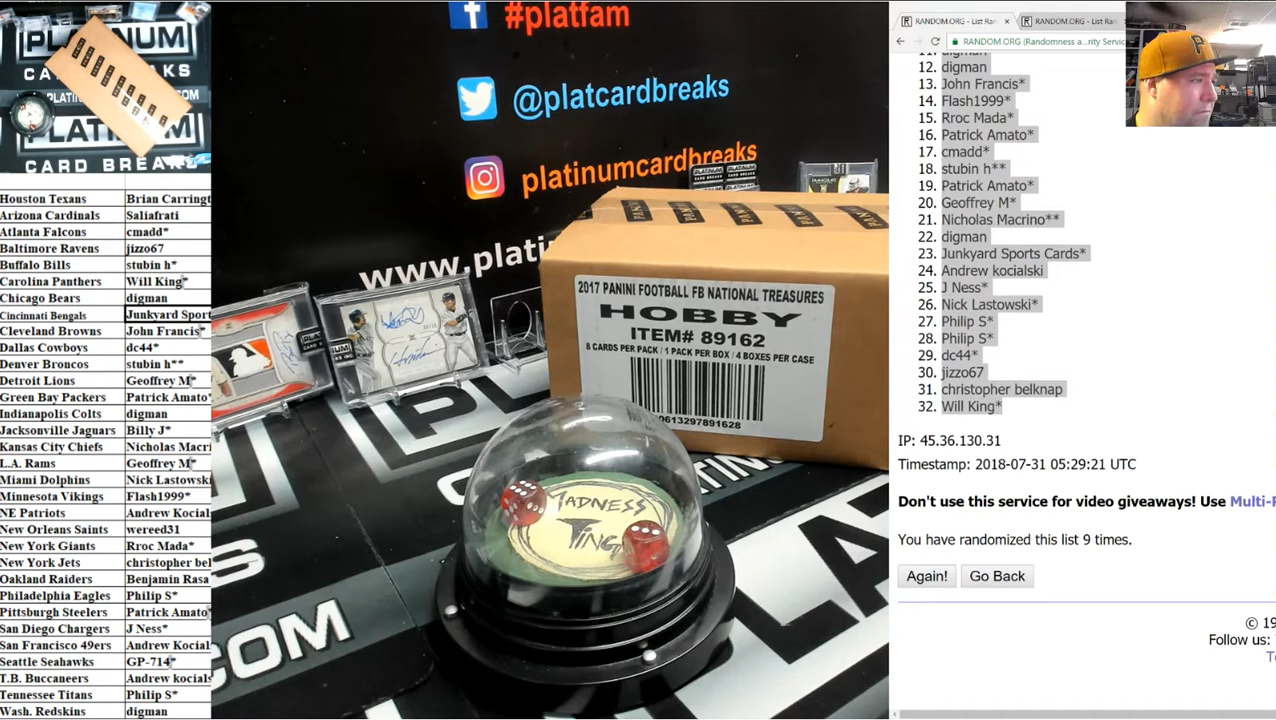 PLATINUM
CARD BREAKS
Houston Texans Brian Carringt
Arizona Cardinals Saliafrati
Atlanta Falcons cmadd*
Baltimore Ravens jizzo67
Buffalo Bills stubin h*
Carolina Panthers Will King*
Chicago Bears digman
Cincinnati Bengals Junkyard Sport
Cleveland Browns John Francis*
Dallas Cowboys dc44*
Denver Broncos stubin h**
Detroit Lions Geoffrey M*
Green Bay Packers Patrick Amato*
Indianapolis Colts digman
Jacksonville Jaguars Billy J*
Kansas City Chiefs Nicholas Macri
L.A. Rams Geoffrey M*
Miami Dolphins Nick Lastowski
Minnesota Vikings Flash1999*
NE Patriots Andrew Kocials
New Orleans Saints wereed31
New York Giants Rroc Mada*
New York Jets christopher bel
Oakland Raiders Benjamin Rasa
Philadelphia Eagles Philip S*
Pittsburgh Steelers Patrick Amato*
San Diego Chargers J Ness*
San Francisco 49ers Andrew Kocial
Seattle Seahawks GP-714*
T.B. Buccaneers Andrew kocials
Tennessee Titans Philip S*
Wash. Redskins digman
#platfam
@platcardbreaks
platinumcardbreaks
www.plati
2017 PANINI FOOTBALL FB NATIONAL TREASURES
HOBBY
ITEM# 89162
8 CARDS PER PACK / 1 PACK PER BOX / 4 BOXES PER CASE
0613297891628
MADNESS
TING
.COM
RANDOM.ORG - List Ran
RANDOM.ORG - List Ran
RANDOM.ORG (Randomness a...rity Servic
11. digman
12. digman
13. John Francis*
14. Flash1999*
15. Rroc Mada*
16. Patrick Amato*
17. cmadd*
18. stubin h**
19. Patrick Amato*
20. Geoffrey M*
21. Nicholas Macrino**
22. digman
23. Junkyard Sports Cards*
24. Andrew kocialski
25. J Ness*
26. Nick Lastowski*
27. Philip S*
28. Philip S*
29. dc44*
30. jizzo67
31. christopher belknap
32. Will King*
IP: 45.36.130.31
Timestamp: 2018-07-31 05:29:21 UTC
Don't use this service for video giveaways! Use Multi-
You have randomized this list 9 times.
Again! Go Back
© 19
Follow us: